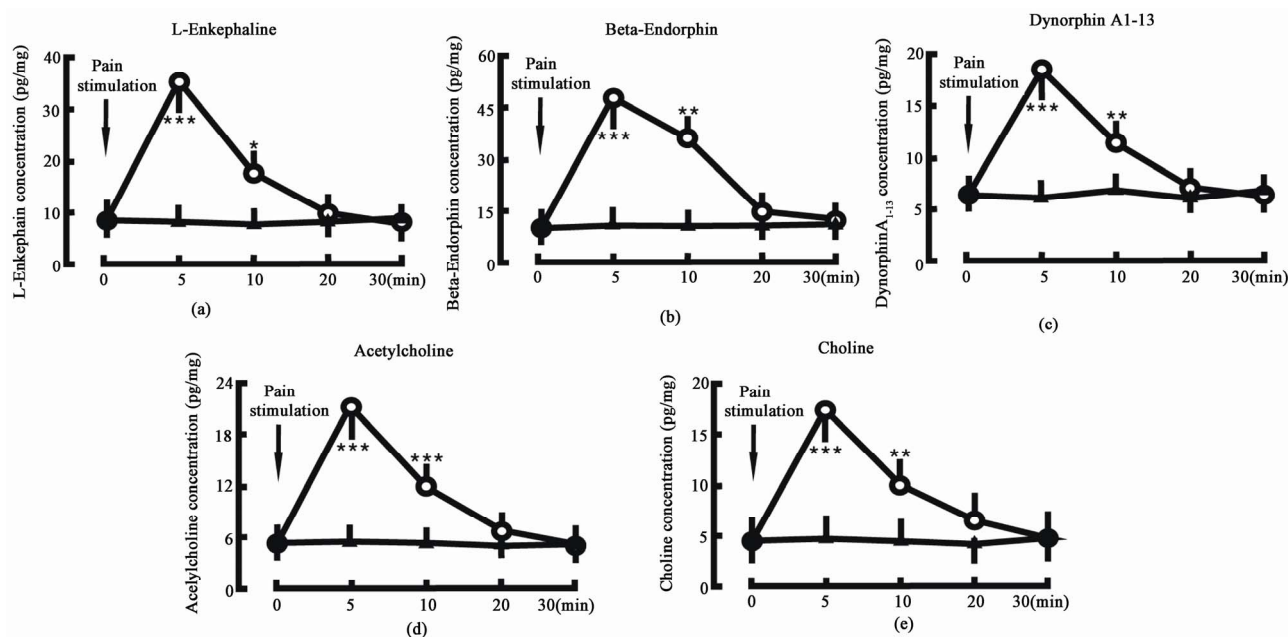 L-Enkephaline
L-Enkephain concentration (pg/mg)
40
30
20
10
0
Pain
stimulation
***
*
0 5 10 20 30(min)
(a)
Beta-Endorphin
Beta-Endorphin concentration (pg/mg)
60
45
30
15
0
Pain
stimulation
***
**
0 5 10 20 30(min)
(b)
Dynorphin A1-13
DynorphinA1-13 concentration (pg/mg)
20
15
10
5
0
Pain
stimulation
***
**
0 5 10 20 30(min)
(c)
Acetylcholine
Acelylcholine concentration (pg/mg)
24
18
12
6
0
Pain
stimulation
***
***
0 5 10 20 30(min)
(d)
Choline
Choline concentration (pg/mg)
20
15
10
5
0
Pain
stimulation
***
**
0 5 10 20 30(min)
(e)